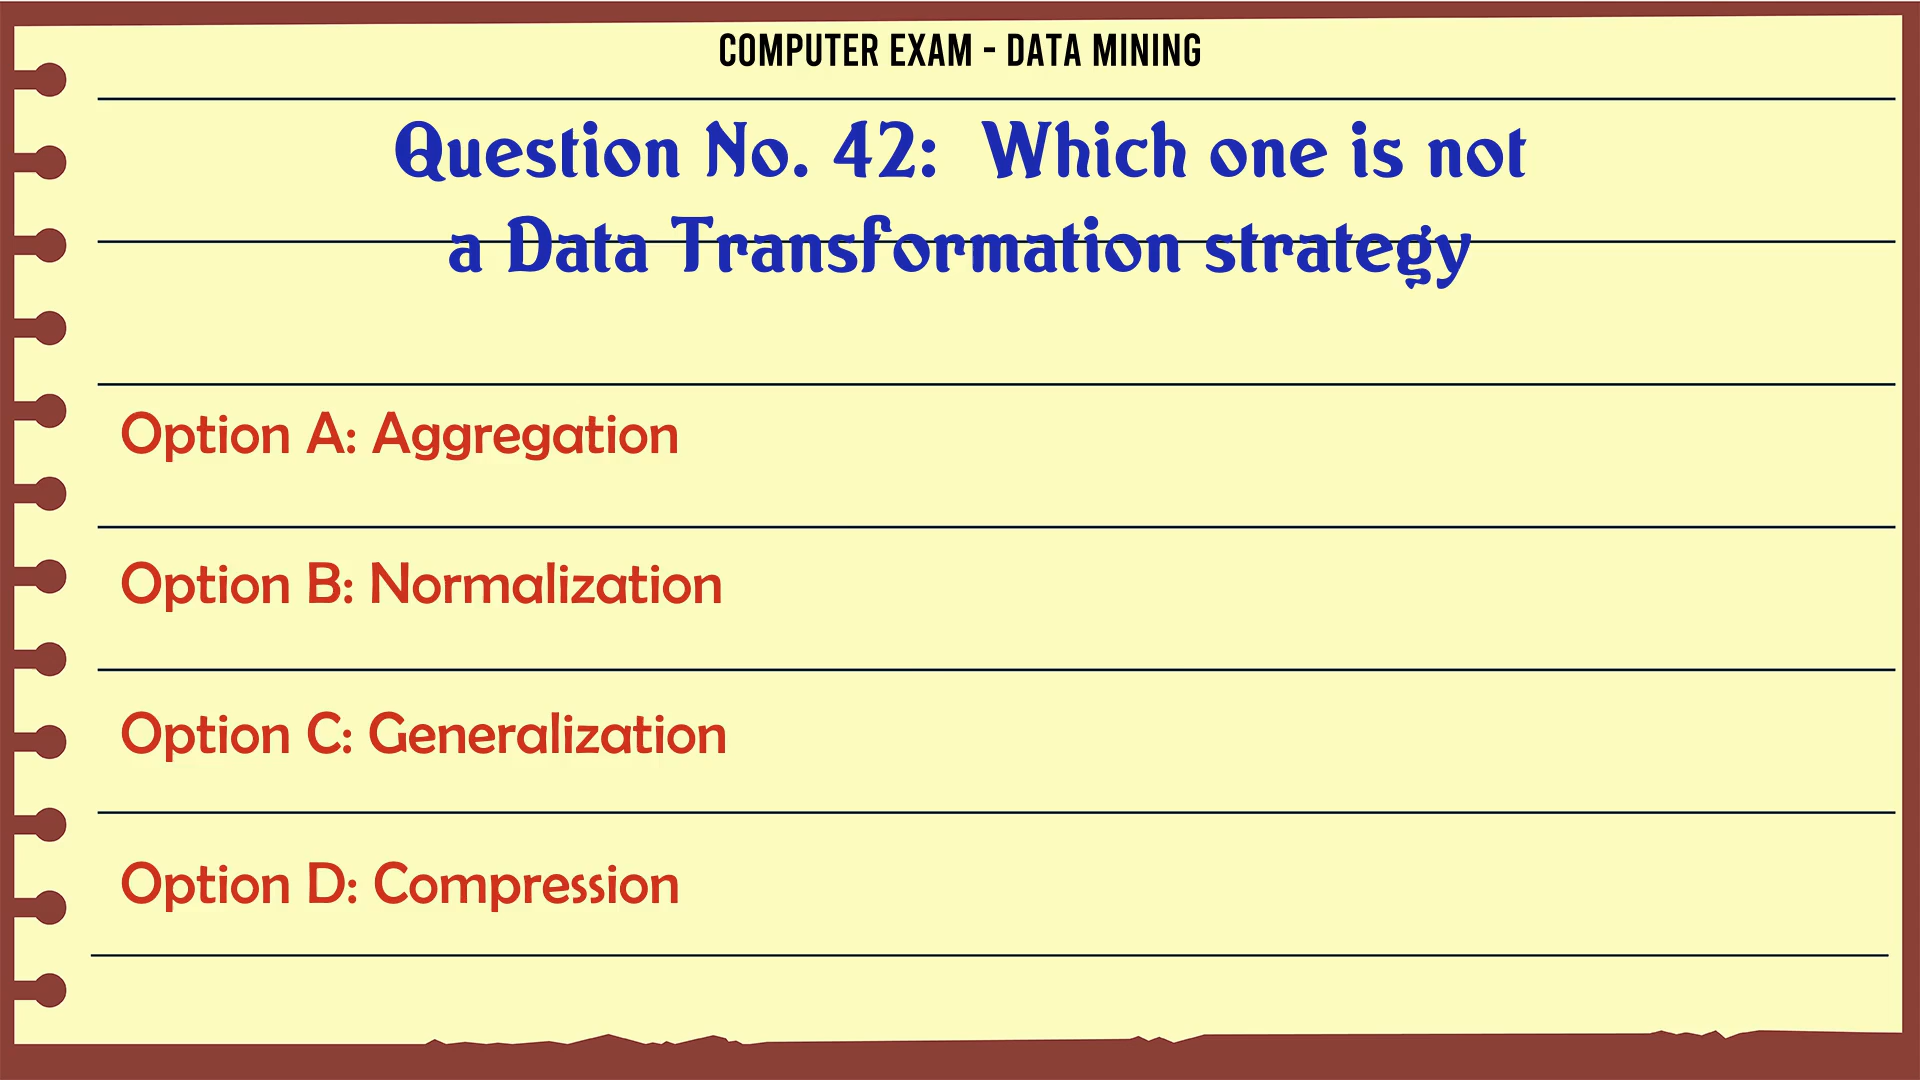 COMPUTER EXAM - DATA MINING
Question No. 42: Which one is not
a Data Transformation strategy
Option A: Aggregation
Option B: Normalization
Option C: Generalization
Option D: Compression